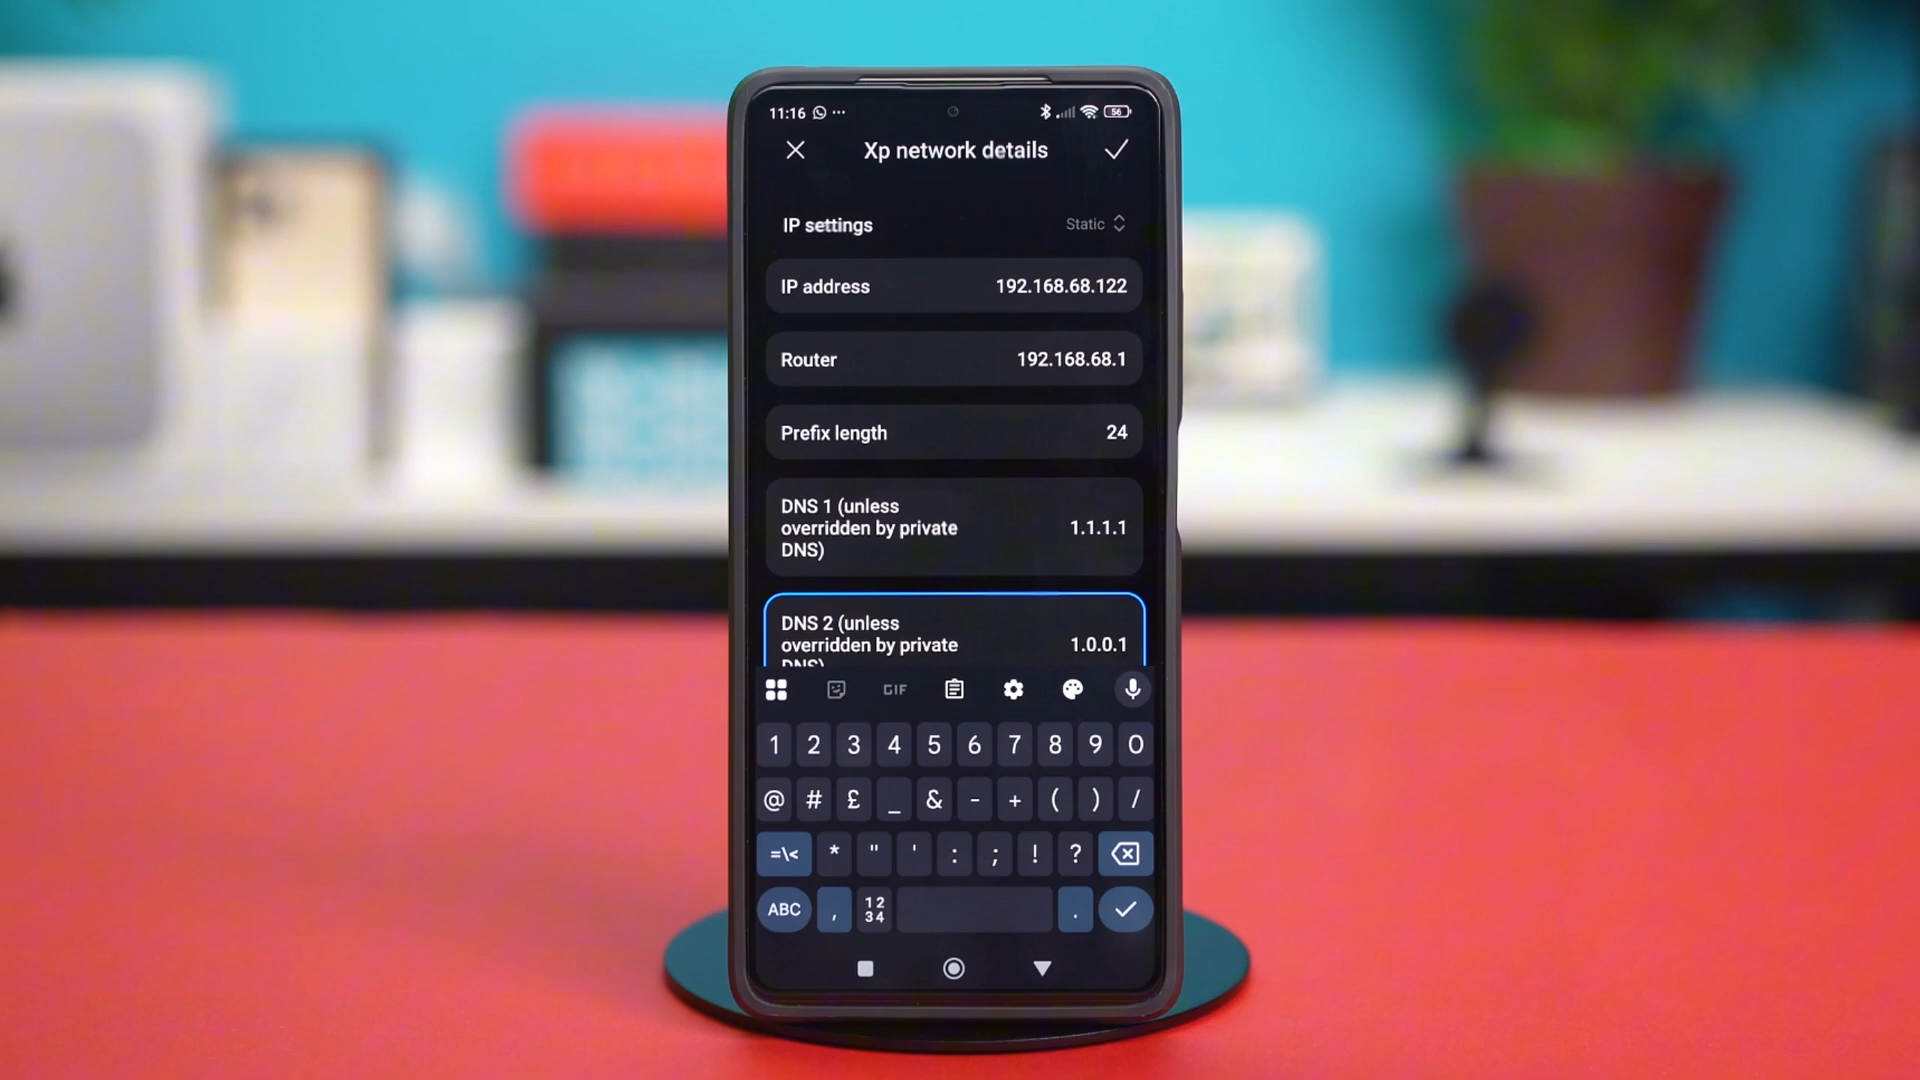 11:16 56
Xp network details
IP settings Static
IP address 192.168.68.122
Router 192.168.68.1
Prefix length 24
DNS 1 (unless
overridden by private 1.1.1.1
DNS)
DNS 2 (unless
overridden by private 1.0.0.1
DNS)
GIF
1 2 3 4 5 6 7 8 9 0
@ # £ _ & - + ( ) /
=\< * " ' : ; ! ?
ABC , 12 .
34